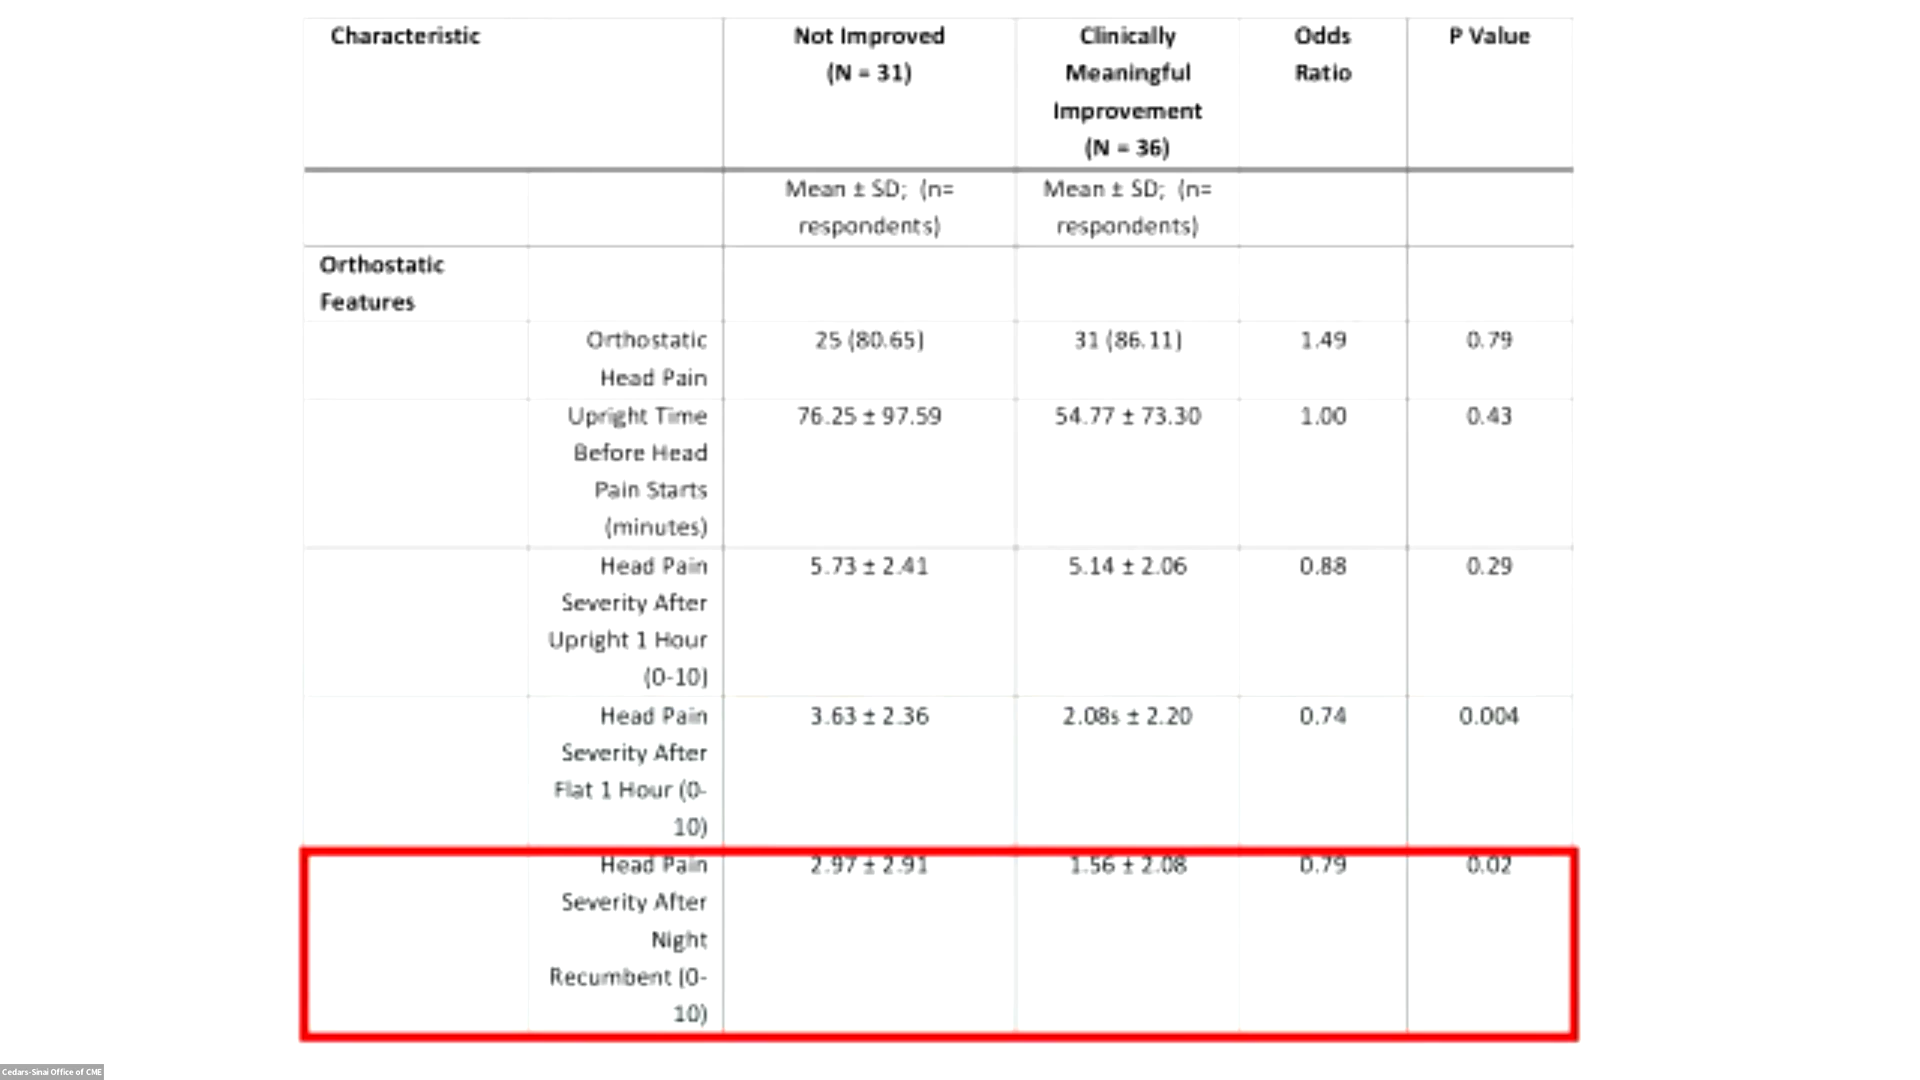 Characteristic
Not Improved
(N = 31)
Clinically
Meaningful
Improvement
(N = 36)
Odds
Ratio
P Value
Mean ± SD; (n=
respondents)
Mean ± SD; (n=
respondents)
Orthostatic
Features
Orthostatic
Head Pain
25 (80.65)
31 (86.11)
1.49
0.79
Upright Time
Before Head
Pain Starts
(minutes)
76.25 ± 97.59
54.77 ± 73.30
1.00
0.43
Head Pain
Severity After
Upright 1 Hour
(0-10)
5.73 ± 2.41
5.14 ± 2.06
0.88
0.29
Head Pain
Severity After
Flat 1 Hour (0-
10)
3.63 ± 2.36
2.08s ± 2.20
0.74
0.004
Head Pain
Severity After
Night
Recumbent (0-
10)
2.97 ± 2.91
1.56 ± 2.08
0.79
0.02
Cedars-Sinai Office of CME